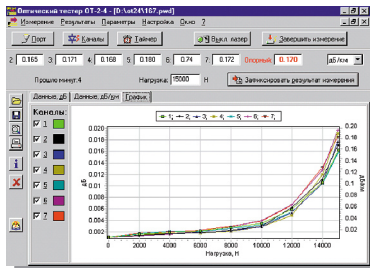 Оптический тестер ОТ-2-4 - [D:\ot24\167.pwd]
Измерение Результаты Параметры Настройка Окно ?
Порт Каналы Таймер Выкл лазер Завершить измерение
2: 0.165 3: 0.171 4: 0.168 5: 0.180 6: 0.74 7: 0.172 Опорный: 0.170 дБ/км
Прошло минут: 4 Нагрузка: 15000 Н Запротоколировать результат измерения
Данные, дБ Данные, дБ/км График
Каналы:
1
2
3
4
5
6
7
1; 2; 3; 4; 5; 6; 7;
0.020 0.20
0.018 0.18
0.016 0.16
0.014 0.14
0.012 0.12
0.010 0.1
0.008 0.08
0.006 0.06
0.004 0.04
0.002 0.02
дБ
дБ/км
0 2000 4000 6000 8000 10000 12000 14000
Нагрузка, Н